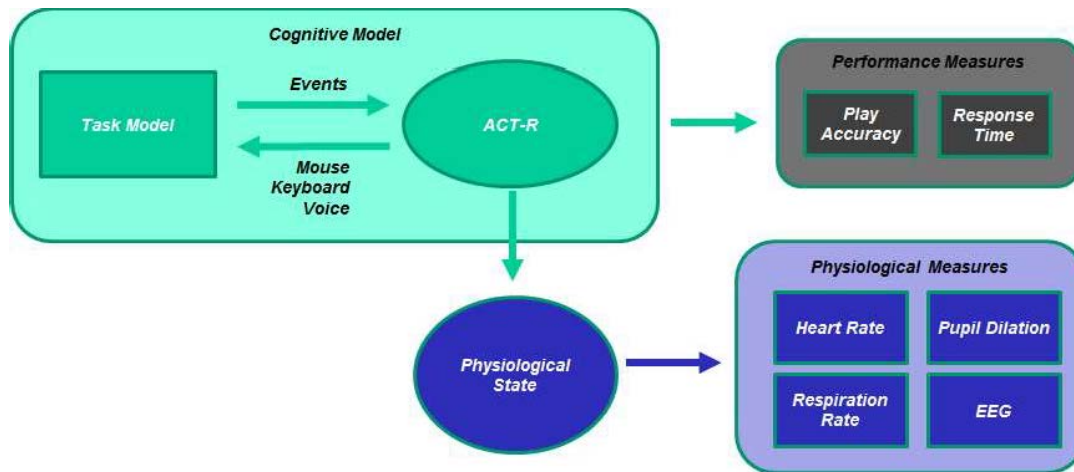 Cognitive Model
Task Model
Events
Mouse
Keyboard
Voice
ACT-R
Performance Measures
Play
Accuracy
Response
Time
Physiological
State
Physiological Measures
Heart Rate
Pupil Dilation
Respiration
Rate
EEG